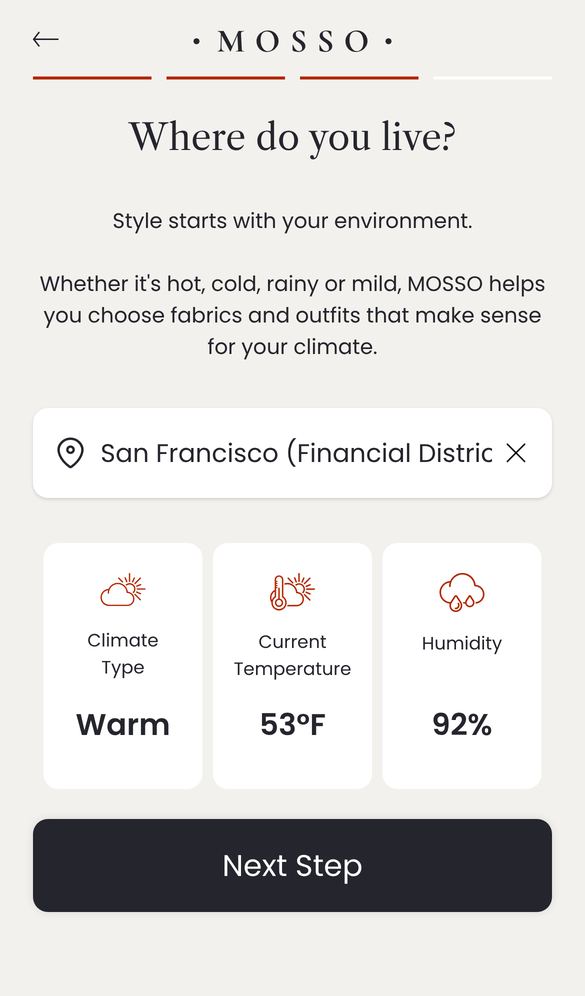 · MOSSO ·
Where do you live?
Style starts with your environment.
Whether it's hot, cold, rainy or mild, MOSSO helps
you choose fabrics and outfits that make sense
for your climate.
San Francisco (Financial Distric
Climate
Type
Warm
Current
Temperature
53°F
Humidity
92%
Next Step